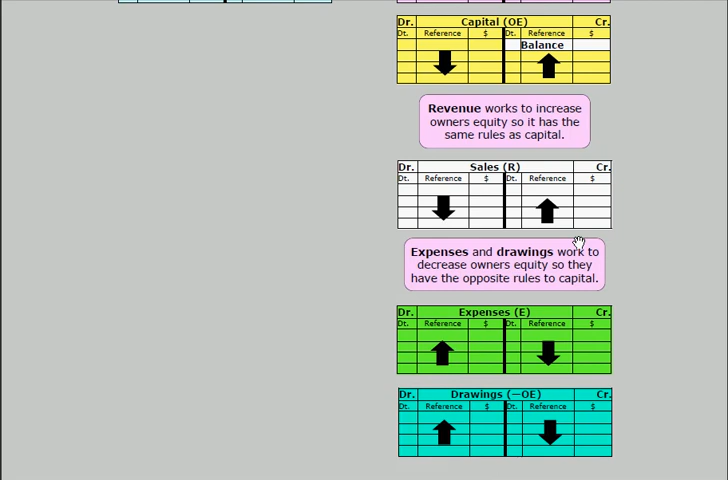 Dr. Capital (OE) Cr.
Dt. Reference $ Dt. Reference $
Balance
Revenue works to increase
owners equity so it has the
same rules as capital.
Dr. Sales (R) Cr.
Dt. Reference $ Dt. Reference $
Expenses and drawings work to
decrease owners equity so they
have the opposite rules to capital.
Dr. Expenses (E) Cr.
Dt. Reference $ Dt. Reference $
Dr. Drawings (—OE) Cr.
Dt. Reference $ Dt. Reference $